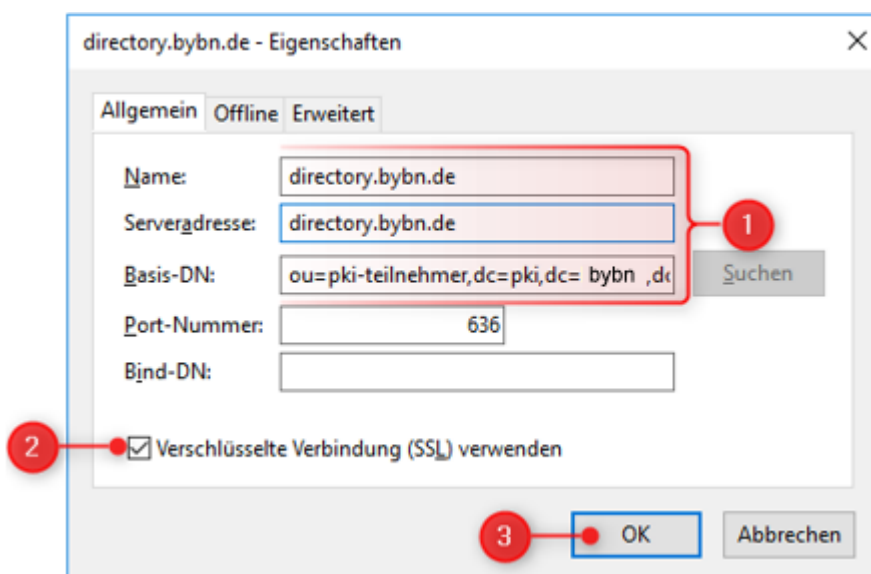 directory.bybn.de - Eigenschaften
Allgemein Offline Erweitert
Name: directory.bybn.de
Serveradresse: directory.bybn.de
1
Basis-DN: ou=pki-teilnehmer,dc=pki,dc= bybn ,dc Suchen
Port-Nummer: 636
Bind-DN:
2 Verschlüsselte Verbindung (SSL) verwenden
3 OK Abbrechen